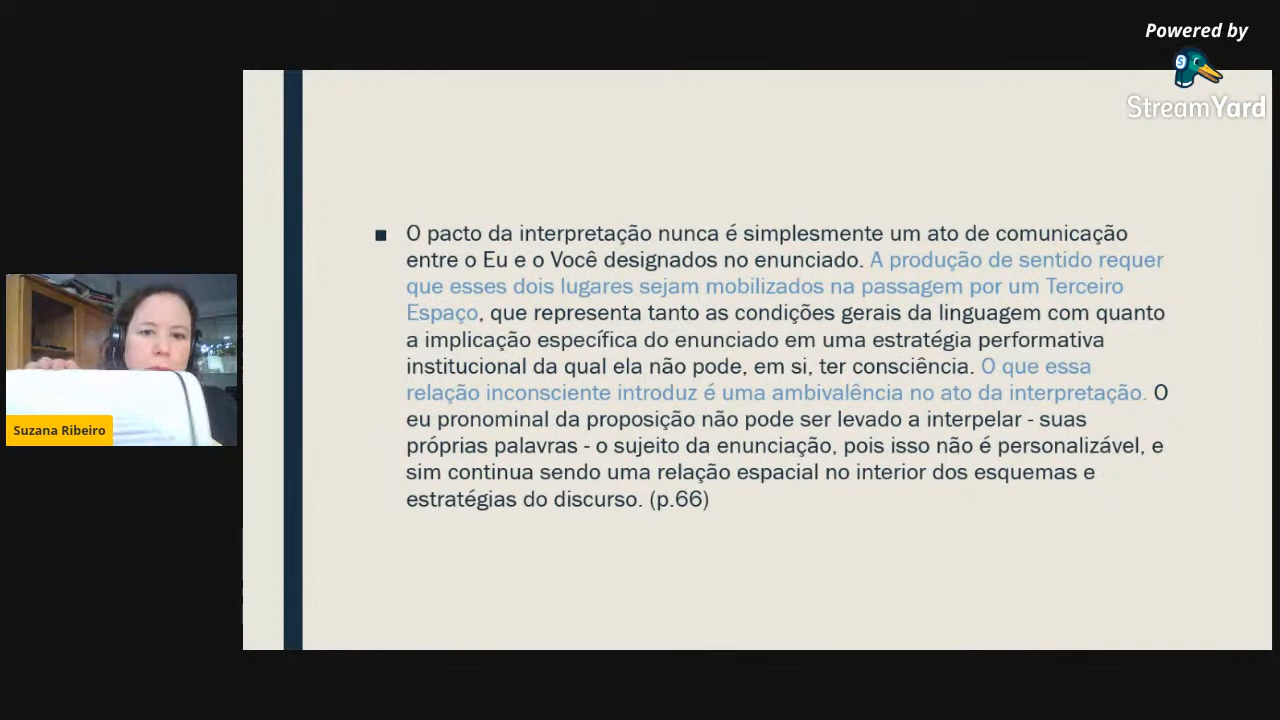 Powered by
StreamYard
O pacto da interpretação nunca é simplesmente um ato de comunicação
entre o Eu e o Você designados no enunciado. A produção de sentido requer
que esses dois lugares sejam mobilizados na passagem por um Terceiro
Espaço, que representa tanto as condições gerais da linguagem com quanto
a implicação específica do enunciado em uma estratégia performativa
institucional da qual ela não pode, em si, ter consciência. O que essa
relação inconsciente introduz é uma ambivalência no ato da interpretação. O
eu pronominal da proposição não pode ser levado a interpelar - suas
próprias palavras - o sujeito da enunciação, pois isso não é personalizável, e
sim continua sendo uma relação espacial no interior dos esquemas e
estratégias do discurso. (p.66)
Suzana Ribeiro